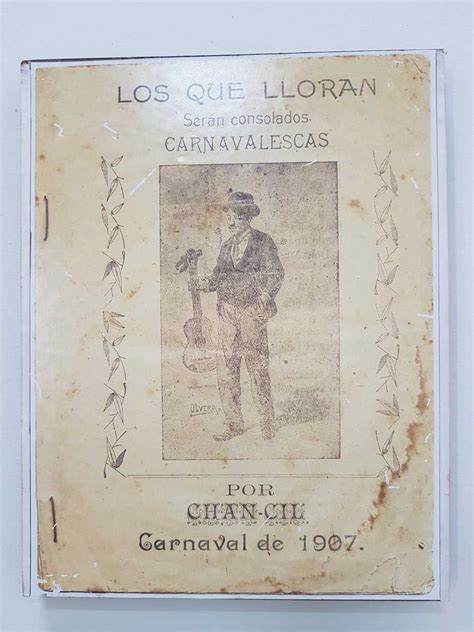 LOS QUE LLORAN
Serán consolados.
CARNAVALESCAS
OLVERA
POR
CHAN-CIL
Carnaval de 1907.